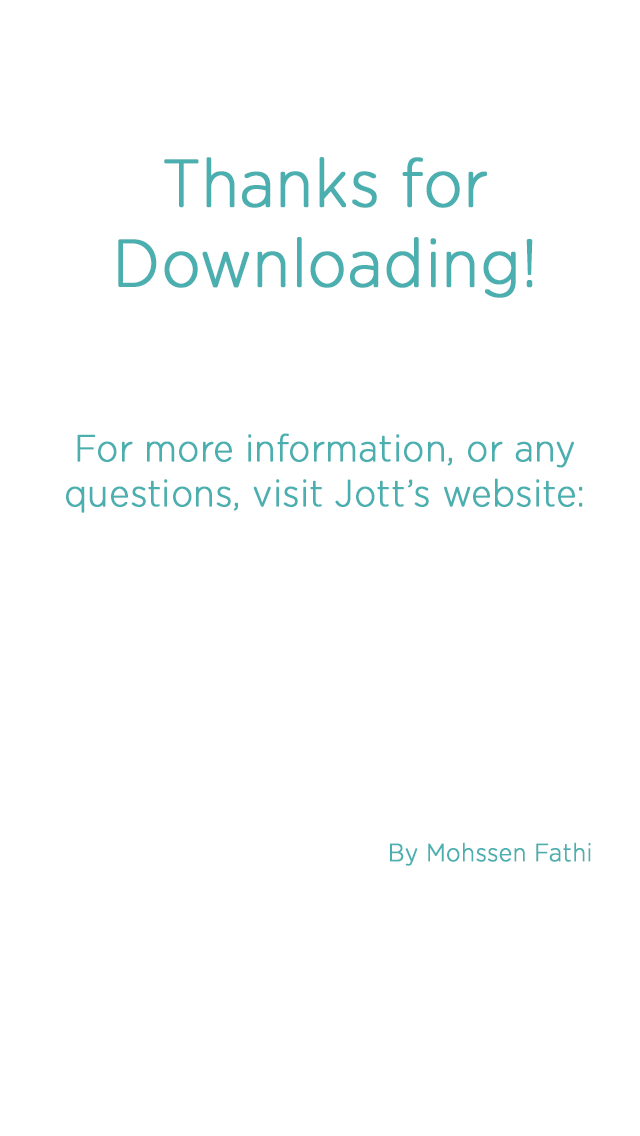 Thanks for
Downloading!
For more information, or any
questions, visit Jott’s website:
By Mohssen Fathi